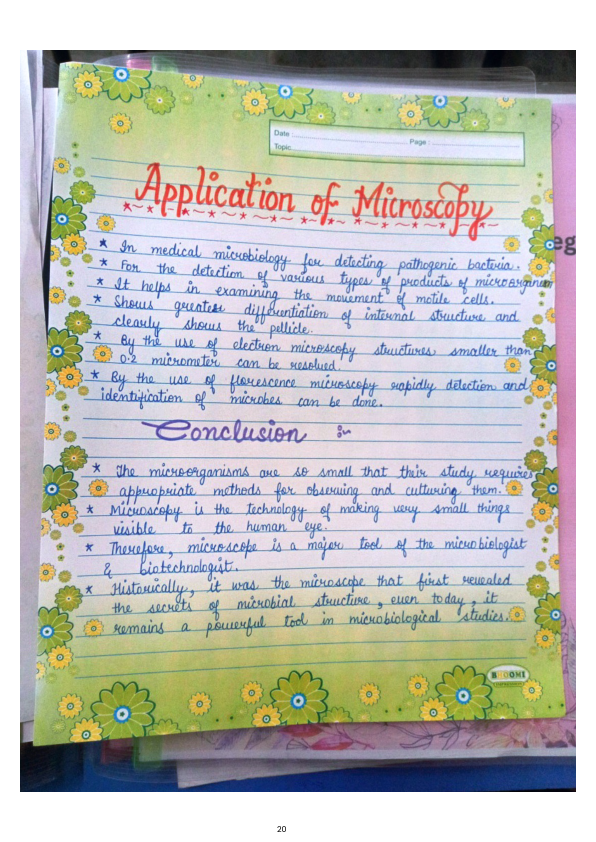 Date :
Page :
Topic
Application of Microscopy
* In medical microbiology for detecting pathogenic bacteria.
* For the detection of various types of products of microorganism
* It helps in examining the movement of motile cells.
* Shows greates differentiation of internal structure and
clearly shows the pellicle.
* By the use of electron microscopy structures smaller than
0.2 micrometer can be resolved.
* By the use of florescence microscopy rapidly detection and
identification of microbes can be done.
Conclusion :~
* The microorganisms are so small that their study requires
appropriate methods for observing and culturing them.
* Microscopy is the technology of making very small things
visible to the human eye.
* Therefore, microscope is a major tool of the microbiologist
& biotechnologist.
* Historically, it was the microscope that first revealed
the secrets of microbial structure, even today, it
remains a powerful tool in microbiological studies.
BHOOMI
eg
20